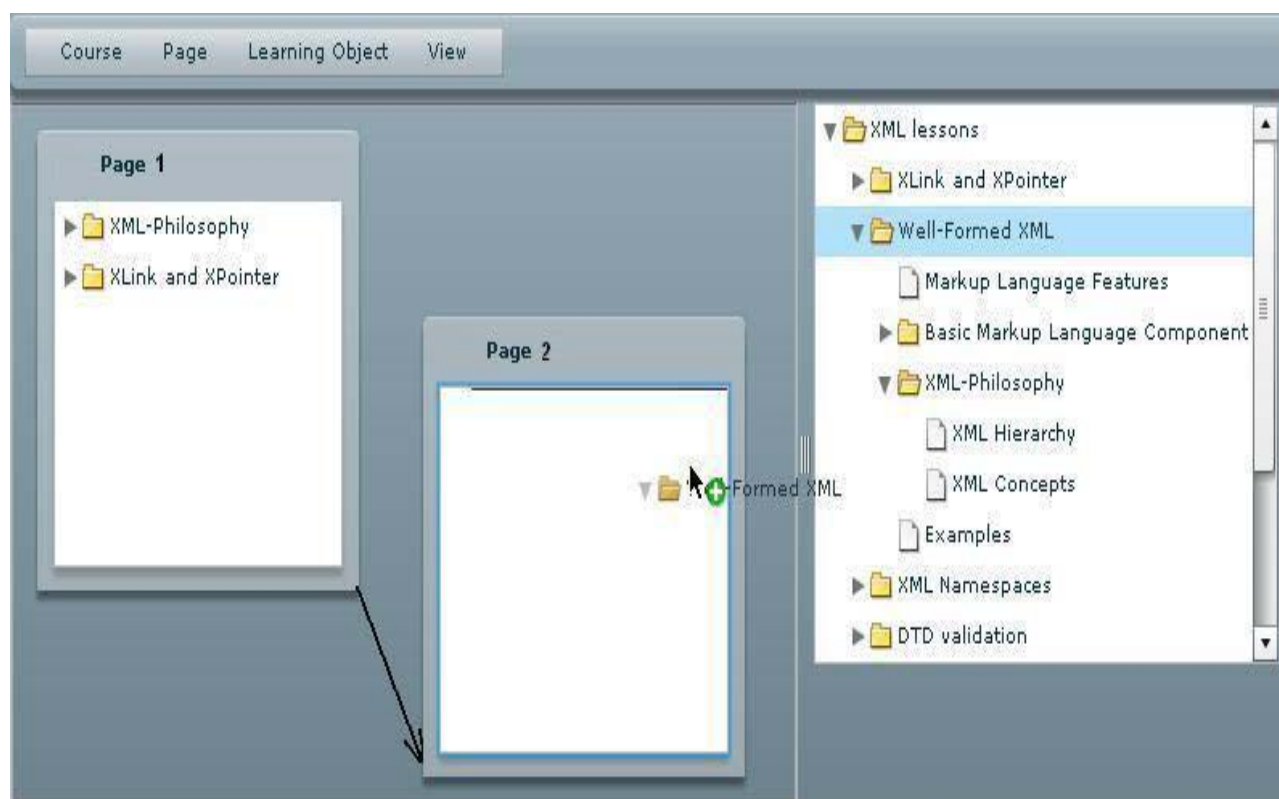 Course Page Learning Object View
Page 1
XML-Philosophy
XLink and XPointer
Page 2
-Formed XML
XML lessons
XLink and XPointer
Well-Formed XML
Markup Language Features
Basic Markup Language Component
XML-Philosophy
XML Hierarchy
XML Concepts
Examples
XML Namespaces
DTD validation